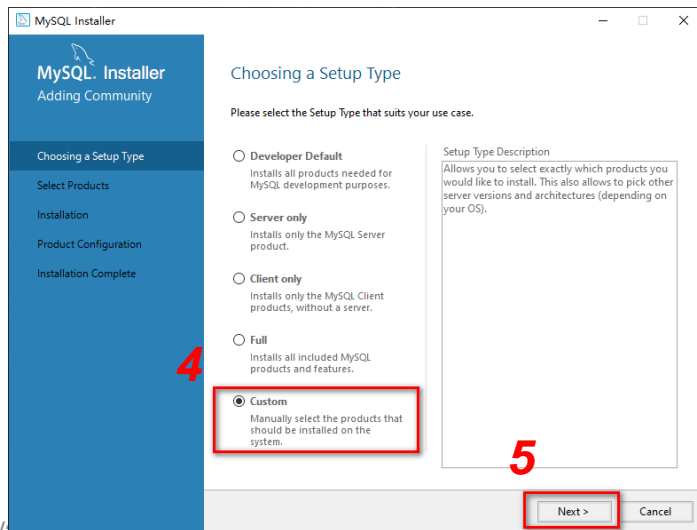 MySQL Installer
MySQL. Installer
Adding Community
Choosing a Setup Type
Select Products
Installation
Product Configuration
Installation Complete
Choosing a Setup Type
Please select the Setup Type that suits your use case.
Developer Default
Installs all products needed for
MySQL development purposes.
Server only
Installs only the MySQL Server
product.
Client only
Installs only the MySQL Client
products, without a server.
Full
Installs all included MySQL
products and features.
4
Custom
Manually select the products that
should be installed on the
system.
Setup Type Description
Allows you to select exactly which products you
would like to install. This also allows to pick other
server versions and architectures (depending on
your OS).
5
Next >
Cancel